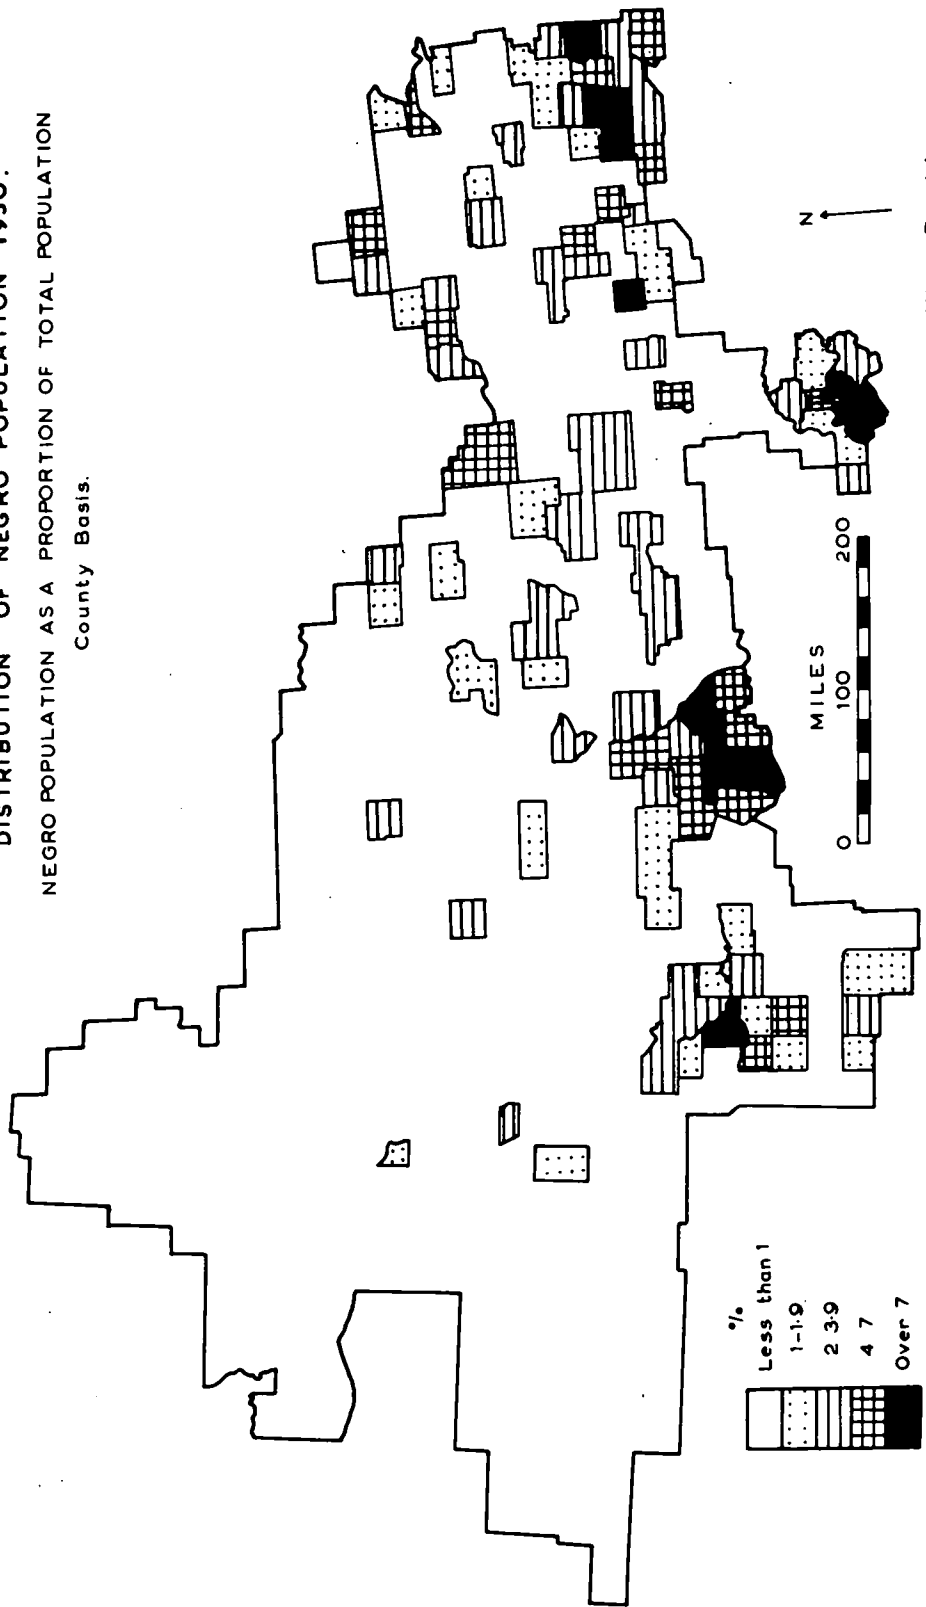 DISTRIBUTION OF NEGRO POPULATION 1950.
NEGRO POPULATION AS A PROPORTION OF TOTAL POPULATION
County Basis.
N
MILES
0 100 200
%
Less than 1
1-1·9
2 3·9
4 7
Over 7